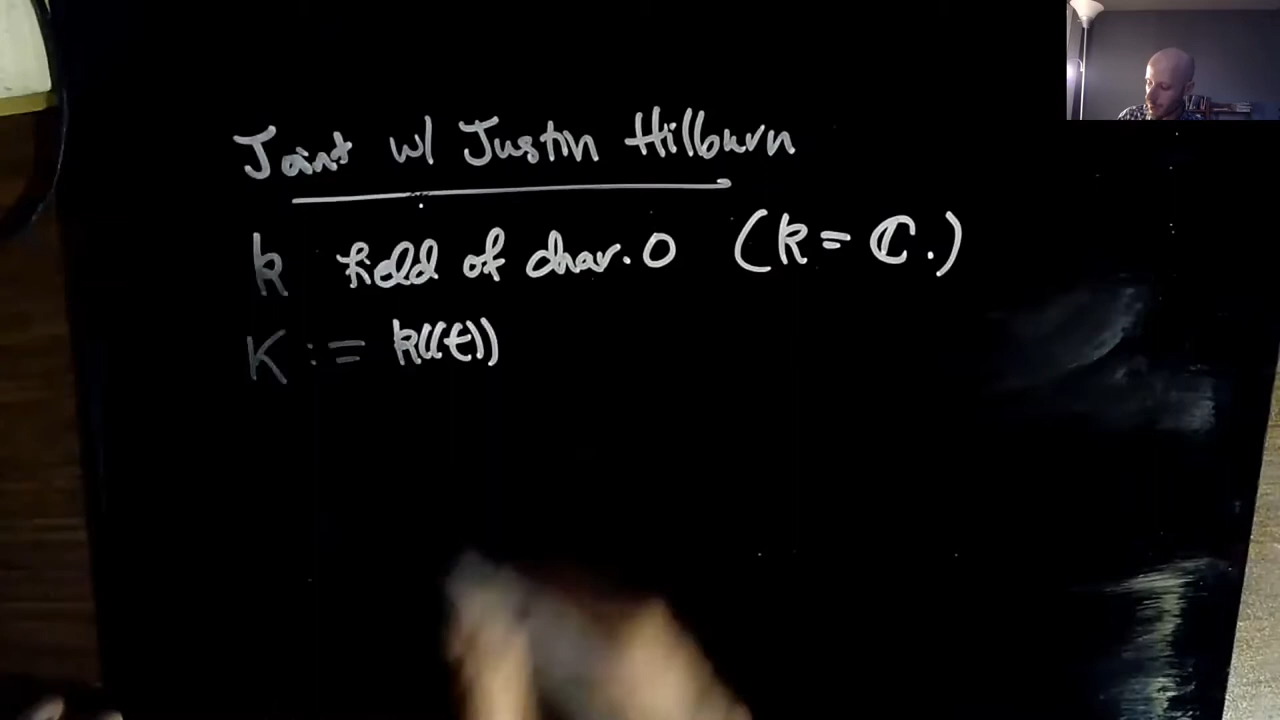 Joint w/ Justin Hilburn
k field of char. 0 (k = ℂ.)
K := k((t))